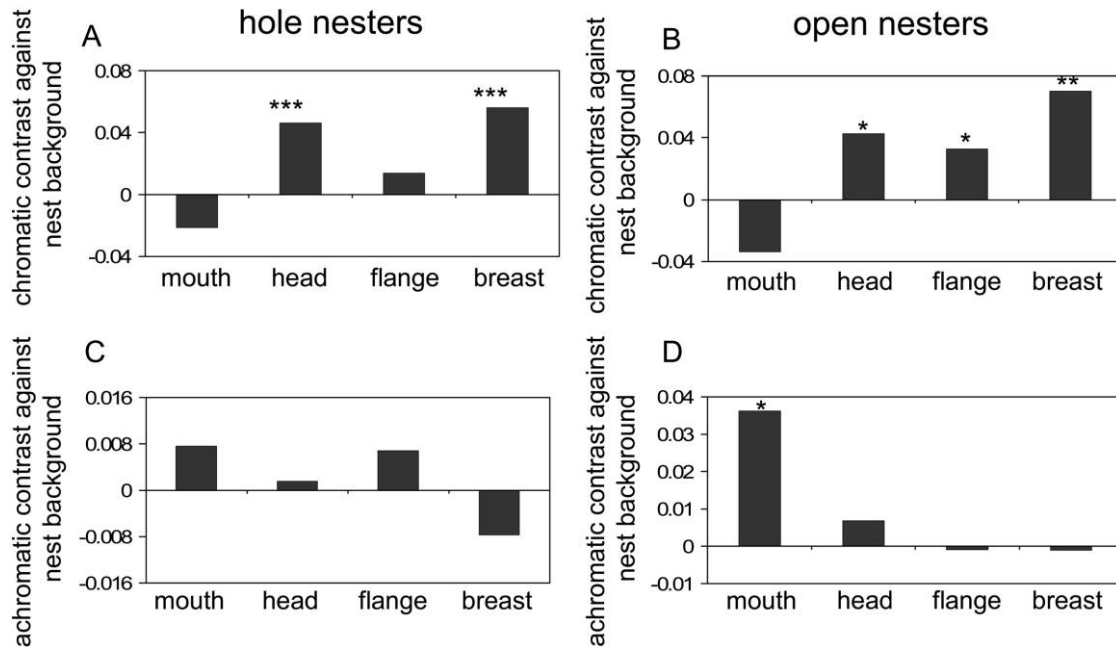 hole nesters
open nesters
A
chromatic contrast against
nest background
0.08
0.04
0
-0.04
***
***
mouth head flange breast
B
chromatic contrast against
nest background
0.08
0.04
0
-0.04
*
*
**
mouth head flange breast
C
achromatic contrast against
nest background
0.016
0.008
0
-0.008
-0.016
mouth head flange breast
D
achromatic contrast against
nest background
0.04
0.03
0.02
0.01
0
-0.01
*
mouth head flange breast